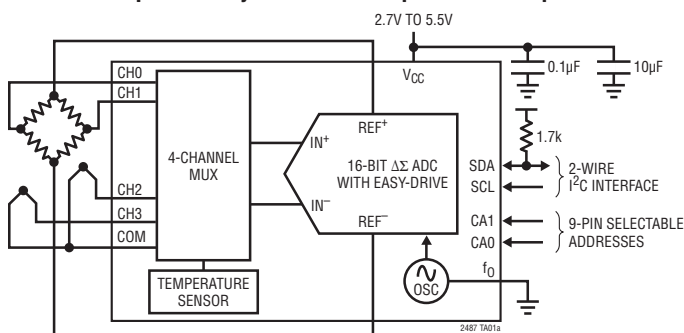 2.7V TO 5.5V
0.1µF
10µF
VCC
1.7k
CH0
CH1
CH2
CH3
COM
4-CHANNEL
MUX
TEMPERATURE
SENSOR
IN+
IN−
REF+
16-BIT ΔΣ ADC
WITH EASY-DRIVE
REF−
SDA
SCL
2-WIRE
I2C INTERFACE
CA1
CA0
9-PIN SELECTABLE
ADDRESSES
fO
OSC
2487 TA01a